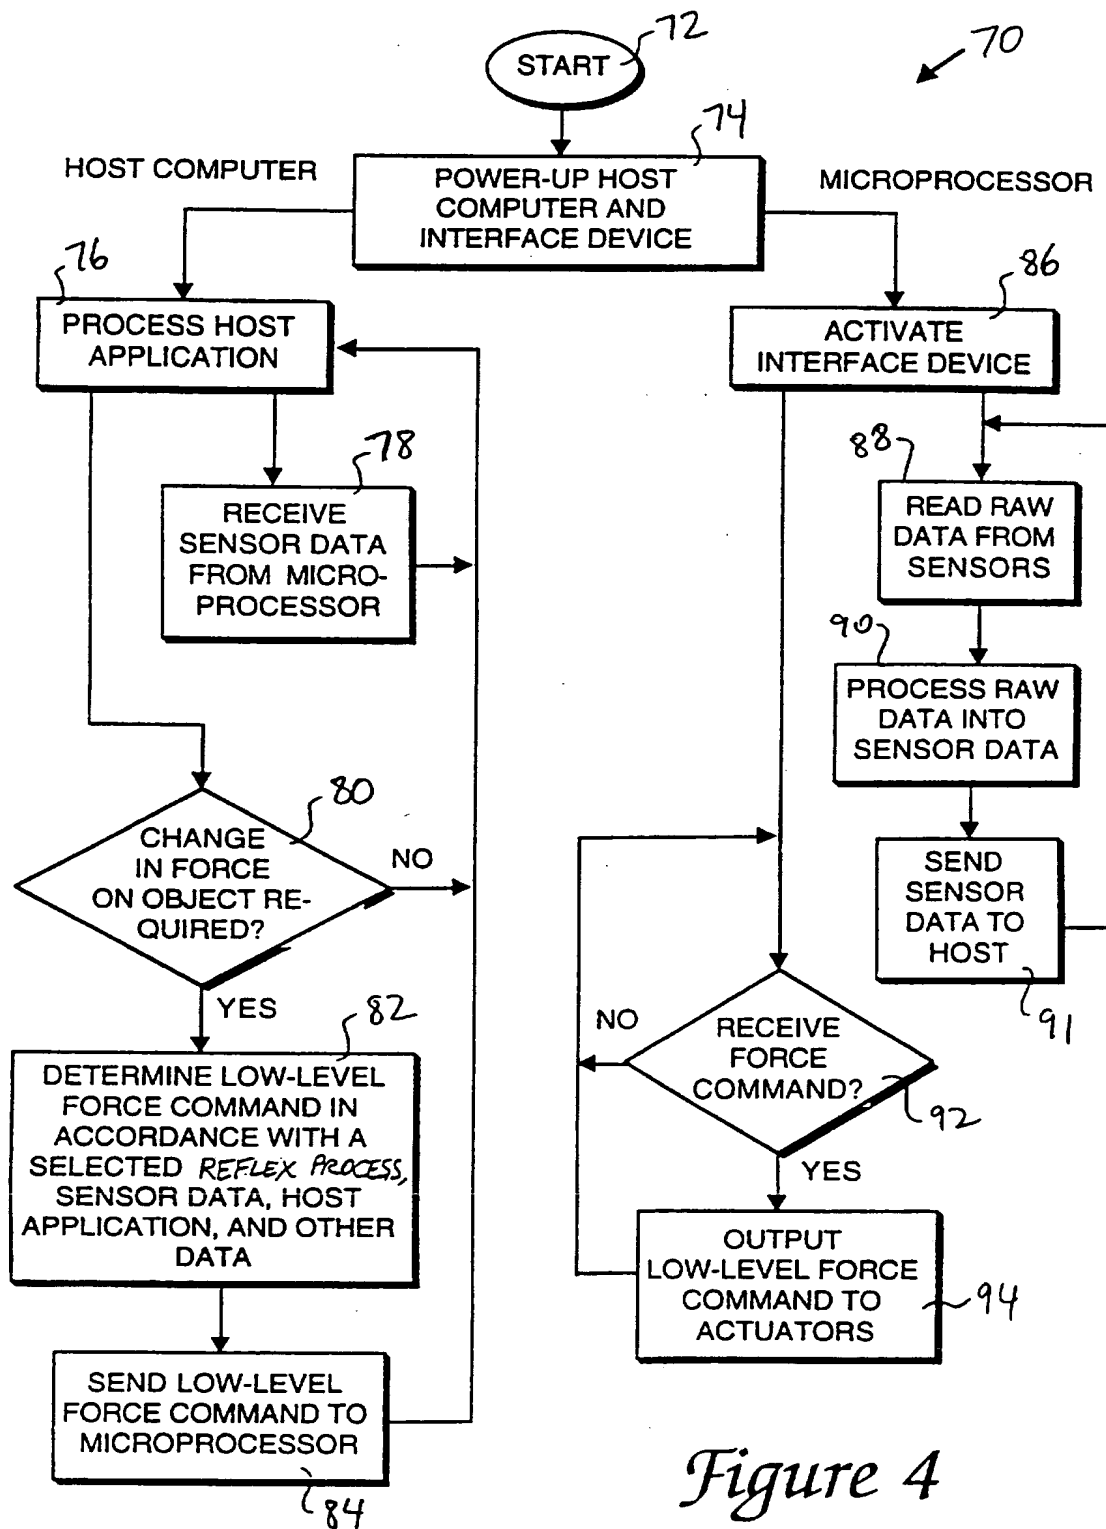 72
START
70
74
HOST COMPUTER
POWER-UP HOST
COMPUTER AND
INTERFACE DEVICE
MICROPROCESSOR
76
PROCESS HOST
APPLICATION
86
ACTIVATE
INTERFACE DEVICE
78
RECEIVE
SENSOR DATA
FROM MICRO-
PROCESSOR
88
READ RAW
DATA FROM
SENSORS
90
PROCESS RAW
DATA INTO
SENSOR DATA
80
CHANGE
IN FORCE
ON OBJECT RE-
QUIRED?
NO
YES
SEND
SENSOR
DATA TO
HOST
91
82
DETERMINE LOW-LEVEL
FORCE COMMAND IN
ACCORDANCE WITH A
SELECTED REFLEX PROCESS,
SENSOR DATA, HOST
APPLICATION, AND OTHER
DATA
NO
RECEIVE
FORCE
COMMAND?
92
YES
OUTPUT
LOW-LEVEL FORCE
COMMAND TO
ACTUATORS
94
SEND LOW-LEVEL
FORCE COMMAND TO
MICROPROCESSOR
84
Figure 4